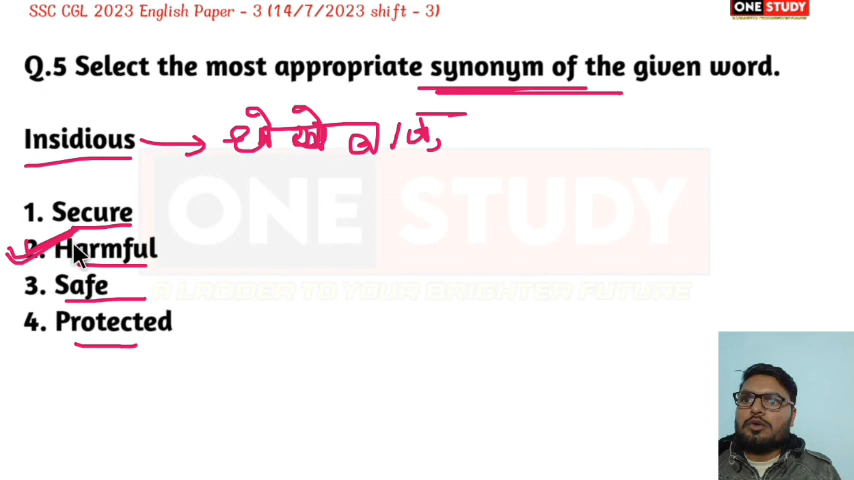 SSC CGL 2023 English Paper - 3 (14/7/2023 shift - 3)
ONE STUDY
Q.5 Select the most appropriate synonym of the given word.
Insidious → धोखेबाज,
1. Secure
2. Harmful
3. Safe
4. Protected
ONE STUDY
A LADDER TO YOUR BRIGHTER FUTURE